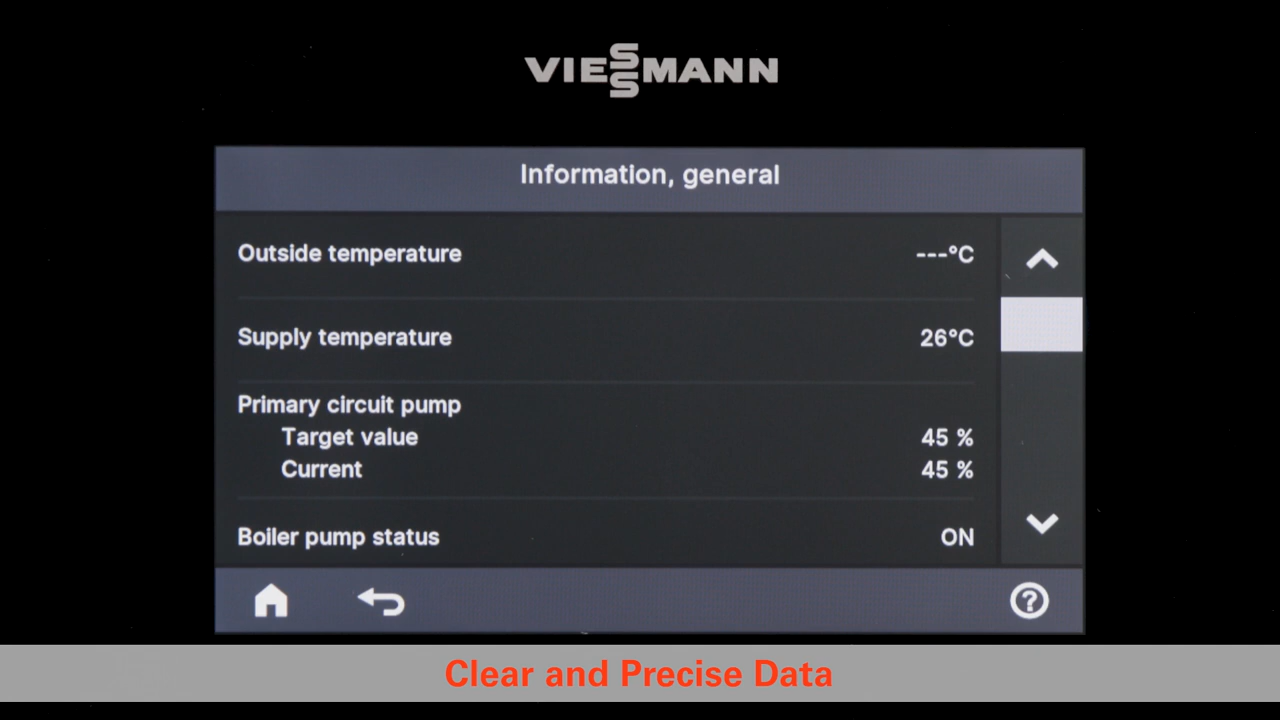 VIESSMANN
Information, general
Outside temperature ---°C
Supply temperature 26°C
Primary circuit pump
Target value 45 %
Current 45 %
Boiler pump status ON
Clear and Precise Data